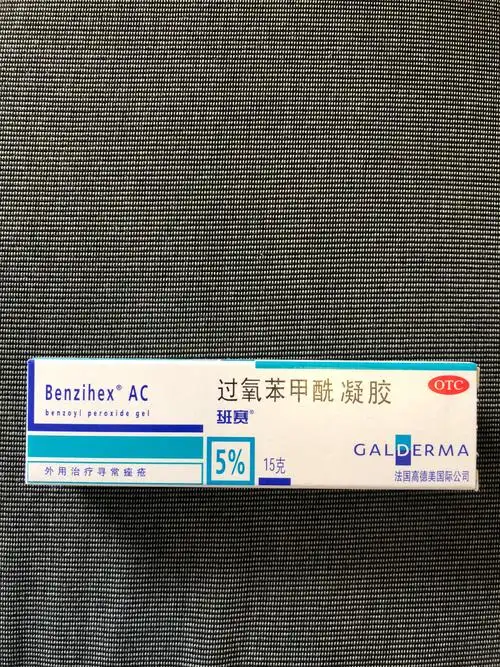 Benzihex® AC
benzoyl peroxide gel
外用治疗寻常痤疮
过氧苯甲酰 凝胶
班赛®
5%
15克
OTC
GALDERMA
法国高德美国际公司